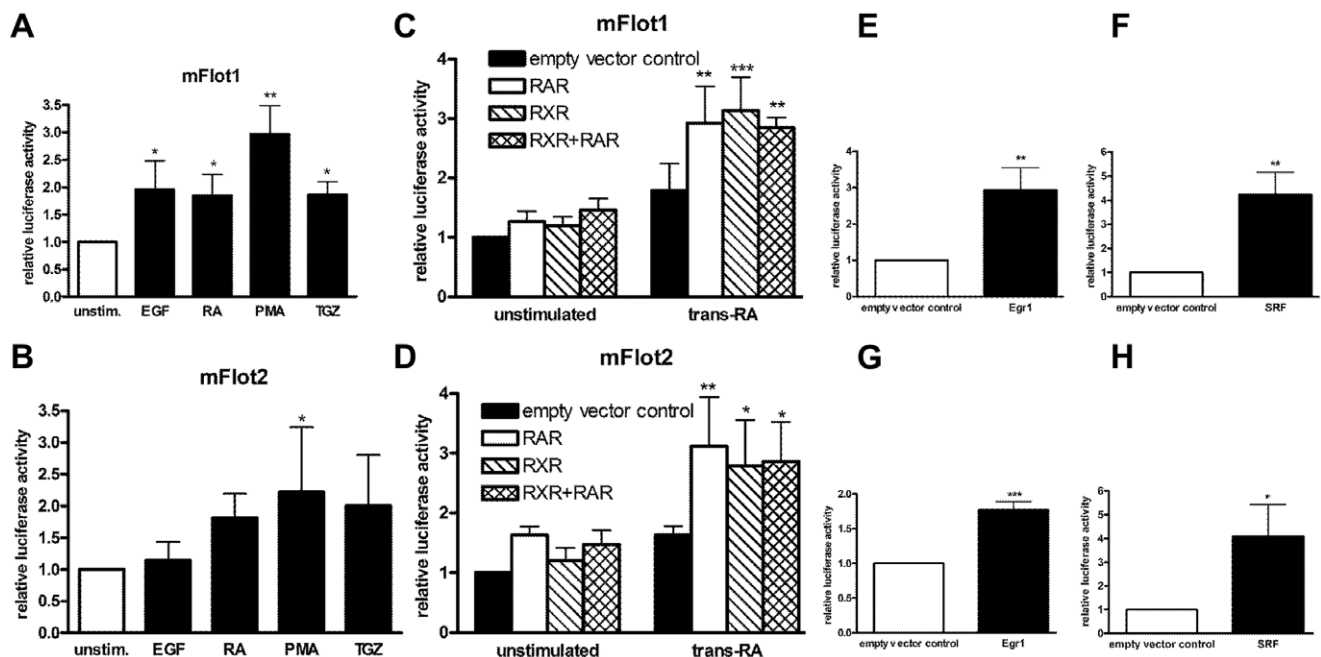 A
mFlot1
relative luciferase activity
3.5
3.0
2.5
2.0
1.5
1.0
0.5
0.0
*
*
**
*
unstim. EGF RA PMA TGZ
C
mFlot1
relative luciferase activity
4
3
2
1
0
empty vector control
RAR
RXR
RXR+RAR
**
***
**
unstimulated trans-RA
E
relative luciferase activity
4
3
2
1
0
**
empty vector control Egr1
F
relative luciferase activity
6
5
4
3
2
1
0
**
empty vector control SRF
B
mFlot2
relative luciferase activity
3.5
3.0
2.5
2.0
1.5
1.0
0.5
0.0
*
unstim. EGF RA PMA TGZ
D
mFlot2
relative luciferase activity
4
3
2
1
0
empty vector control
RAR
RXR
RXR+RAR
**
*
*
unstimulated trans-RA
G
relative luciferase activity
2.0
1.5
1.0
0.5
0.0
***
empty vector control Egr1
H
relative luciferase activity
6
5
4
3
2
1
0
*
empty vector control SRF